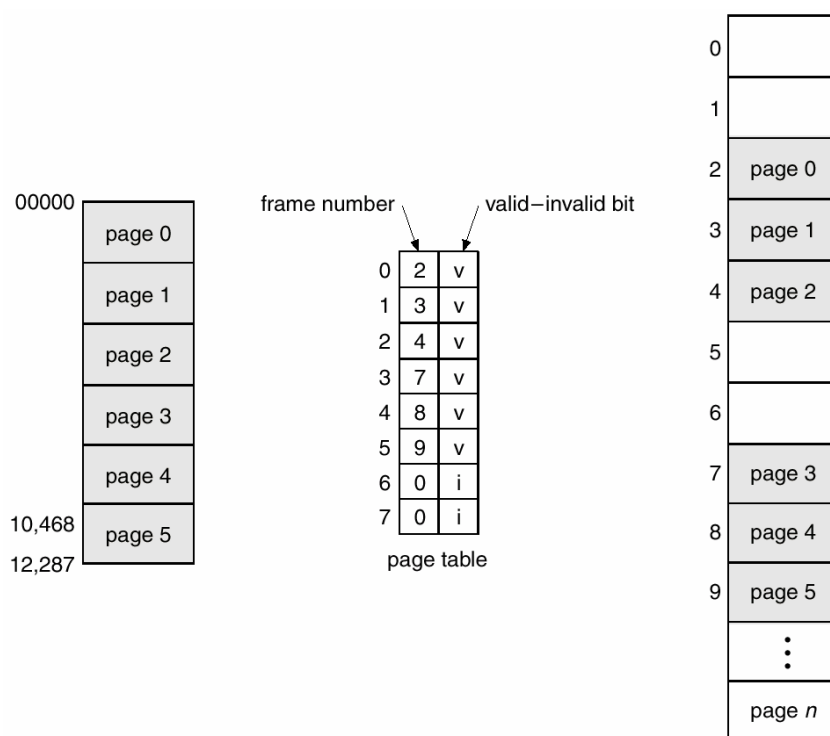 00000
page 0
page 1
page 2
page 3
page 4
10,468
page 5
12,287
frame number
valid–invalid bit
0 2 v
1 3 v
2 4 v
3 7 v
4 8 v
5 9 v
6 0 i
7 0 i
page table
0
1
2 page 0
3 page 1
4 page 2
5
6
7 page 3
8 page 4
9 page 5
⋮
page n